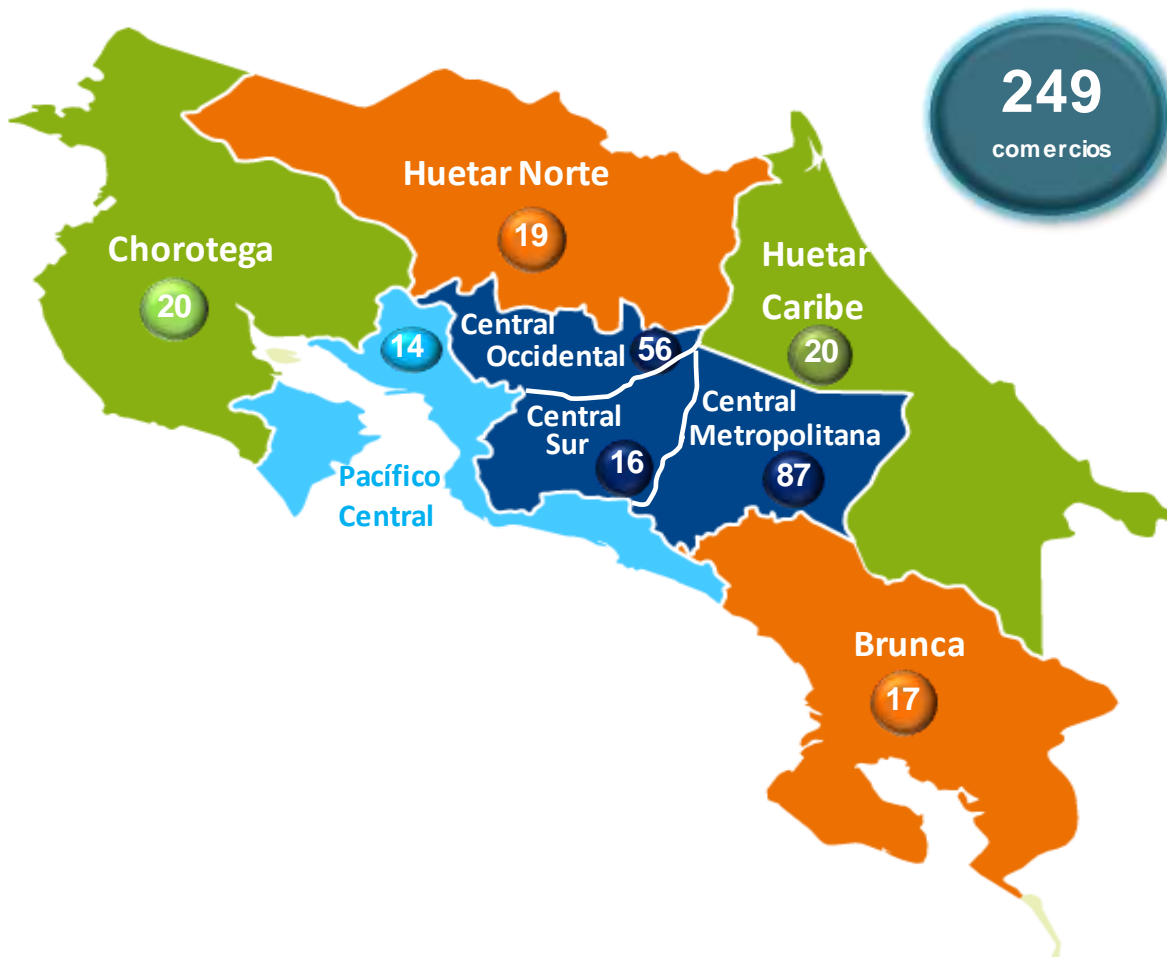 249
comercios
Huetar Norte
19
Chorotega
20
Huetar
Caribe
20
14
Central
Occidental
56
Central
Sur
16
Central
Metropolitana
87
Pacífico
Central
Brunca
17